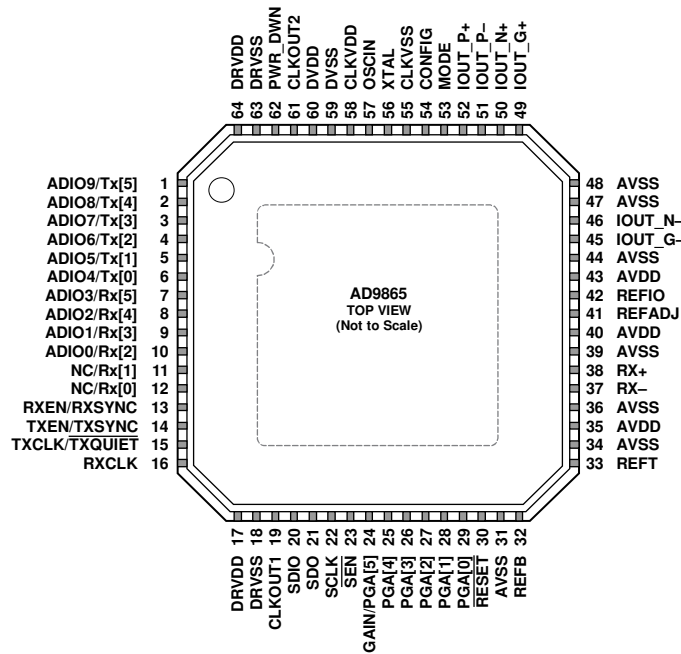 DRVDD
DRVSS
PWR_DWN
CLKOUT2
DVDD
DVSS
CLKVDD
OSCIN
XTAL
CLKVSS
CONFIG
MODE
IOUT_P+
IOUT_P–
IOUT_N+
IOUT_G+
64 63 62 61 60 59 58 57 56 55 54 53 52 51 50 49
ADIO9/Tx[5] 1
ADIO8/Tx[4] 2
ADIO7/Tx[3] 3
ADIO6/Tx[2] 4
ADIO5/Tx[1] 5
ADIO4/Tx[0] 6
ADIO3/Rx[5] 7
ADIO2/Rx[4] 8
ADIO1/Rx[3] 9
ADIO0/Rx[2] 10
NC/Rx[1] 11
NC/Rx[0] 12
RXEN/RXSYNC 13
TXEN/TXSYNC 14
TXCLK/TXQUIET 15
RXCLK 16
AD9865
TOP VIEW
(Not to Scale)
48 AVSS
47 AVSS
46 IOUT_N–
45 IOUT_G–
44 AVSS
43 AVDD
42 REFIO
41 REFADJ
40 AVDD
39 AVSS
38 RX+
37 RX–
36 AVSS
35 AVDD
34 AVSS
33 REFT
17 18 19 20 21 22 23 24 25 26 27 28 29 30 31 32
DRVDD
DRVSS
CLKOUT1
SDIO
SDO
SCLK
SEN
GAIN/PGA[5]
PGA[4]
PGA[3]
PGA[2]
PGA[1]
PGA[0]
RESET
AVSS
REFB